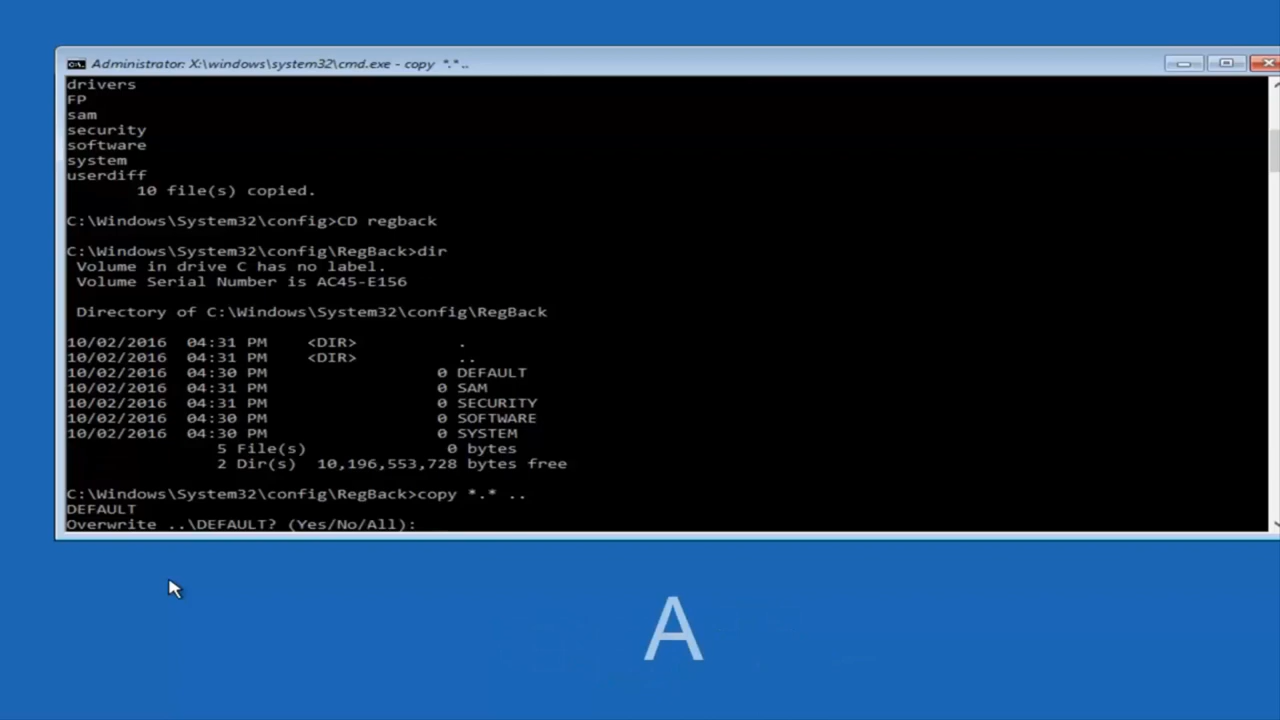 Administrator: X:\windows\system32\cmd.exe - copy *.* ..
drivers
FP
sam
security
software
system
userdiff
10 file(s) copied.
C:\Windows\System32\config>CD regback
C:\Windows\System32\config\RegBack>dir
Volume in drive C has no label.
Volume Serial Number is AC45-E156
Directory of C:\Windows\System32\config\RegBack
10/02/2016 04:31 PM <DIR> .
10/02/2016 04:31 PM <DIR> ..
10/02/2016 04:30 PM 0 DEFAULT
10/02/2016 04:31 PM 0 SAM
10/02/2016 04:31 PM 0 SECURITY
10/02/2016 04:30 PM 0 SOFTWARE
10/02/2016 04:30 PM 0 SYSTEM
5 File(s) 0 bytes
2 Dir(s) 10,196,553,728 bytes free
C:\Windows\System32\config\RegBack>copy *.* ..
DEFAULT
Overwrite ..\DEFAULT? (Yes/No/All):
A